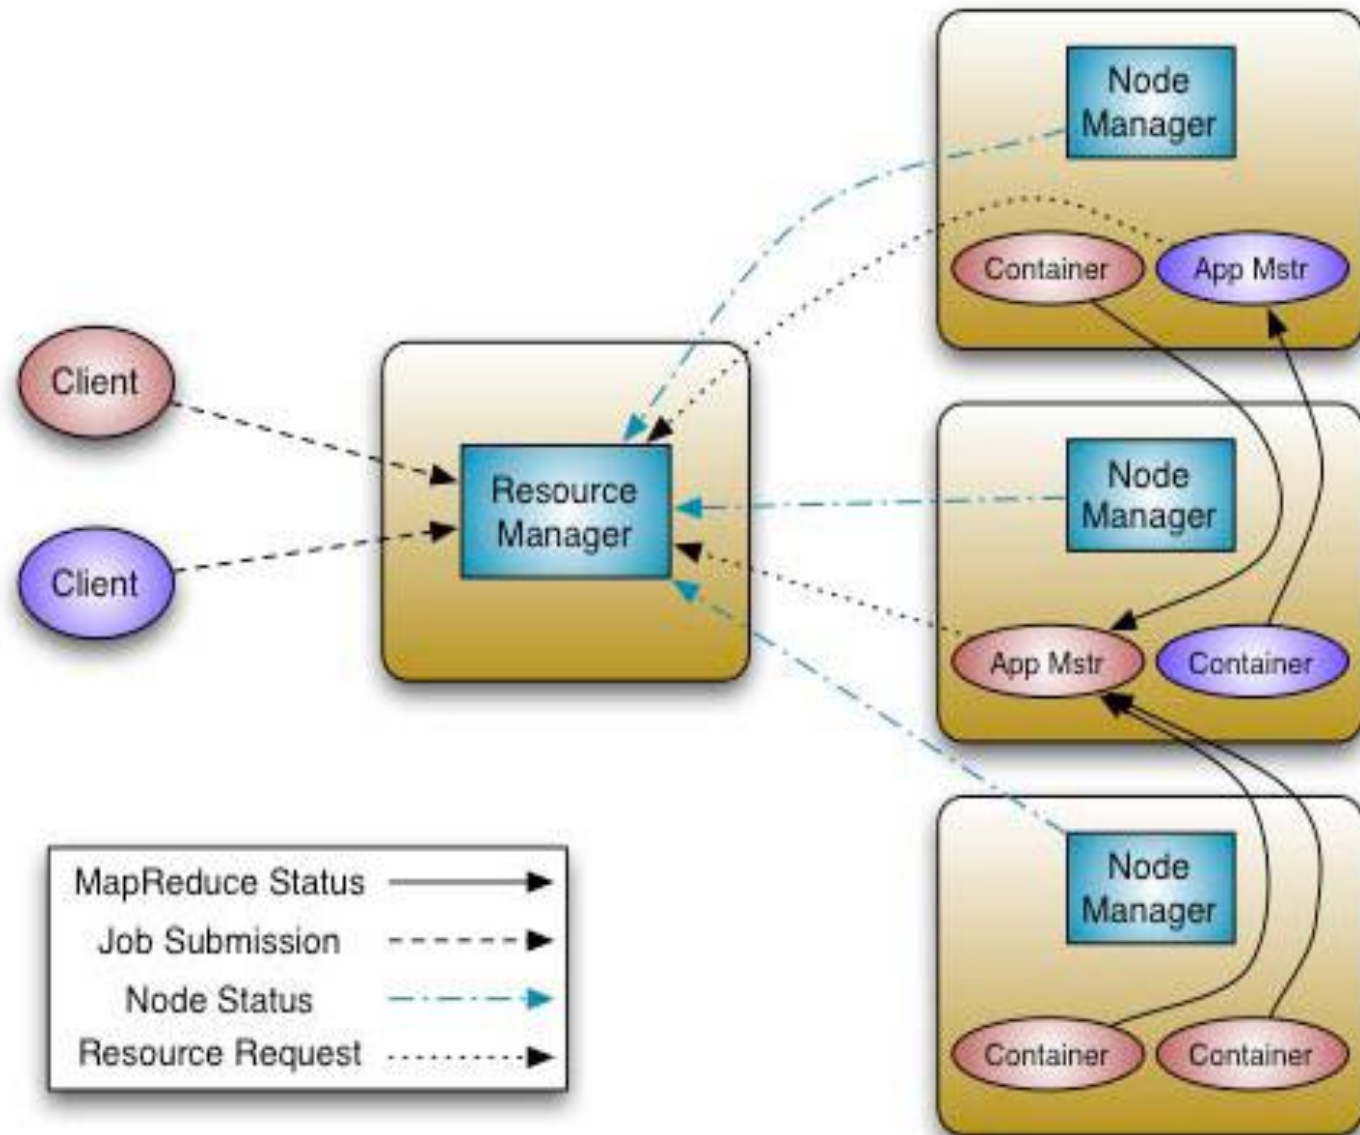 Node
Manager
Container
App Mstr
Client
Client
Resource
Manager
Node
Manager
App Mstr
Container
Node
Manager
Container
Container
MapReduce Status
Job Submission
Node Status
Resource Request